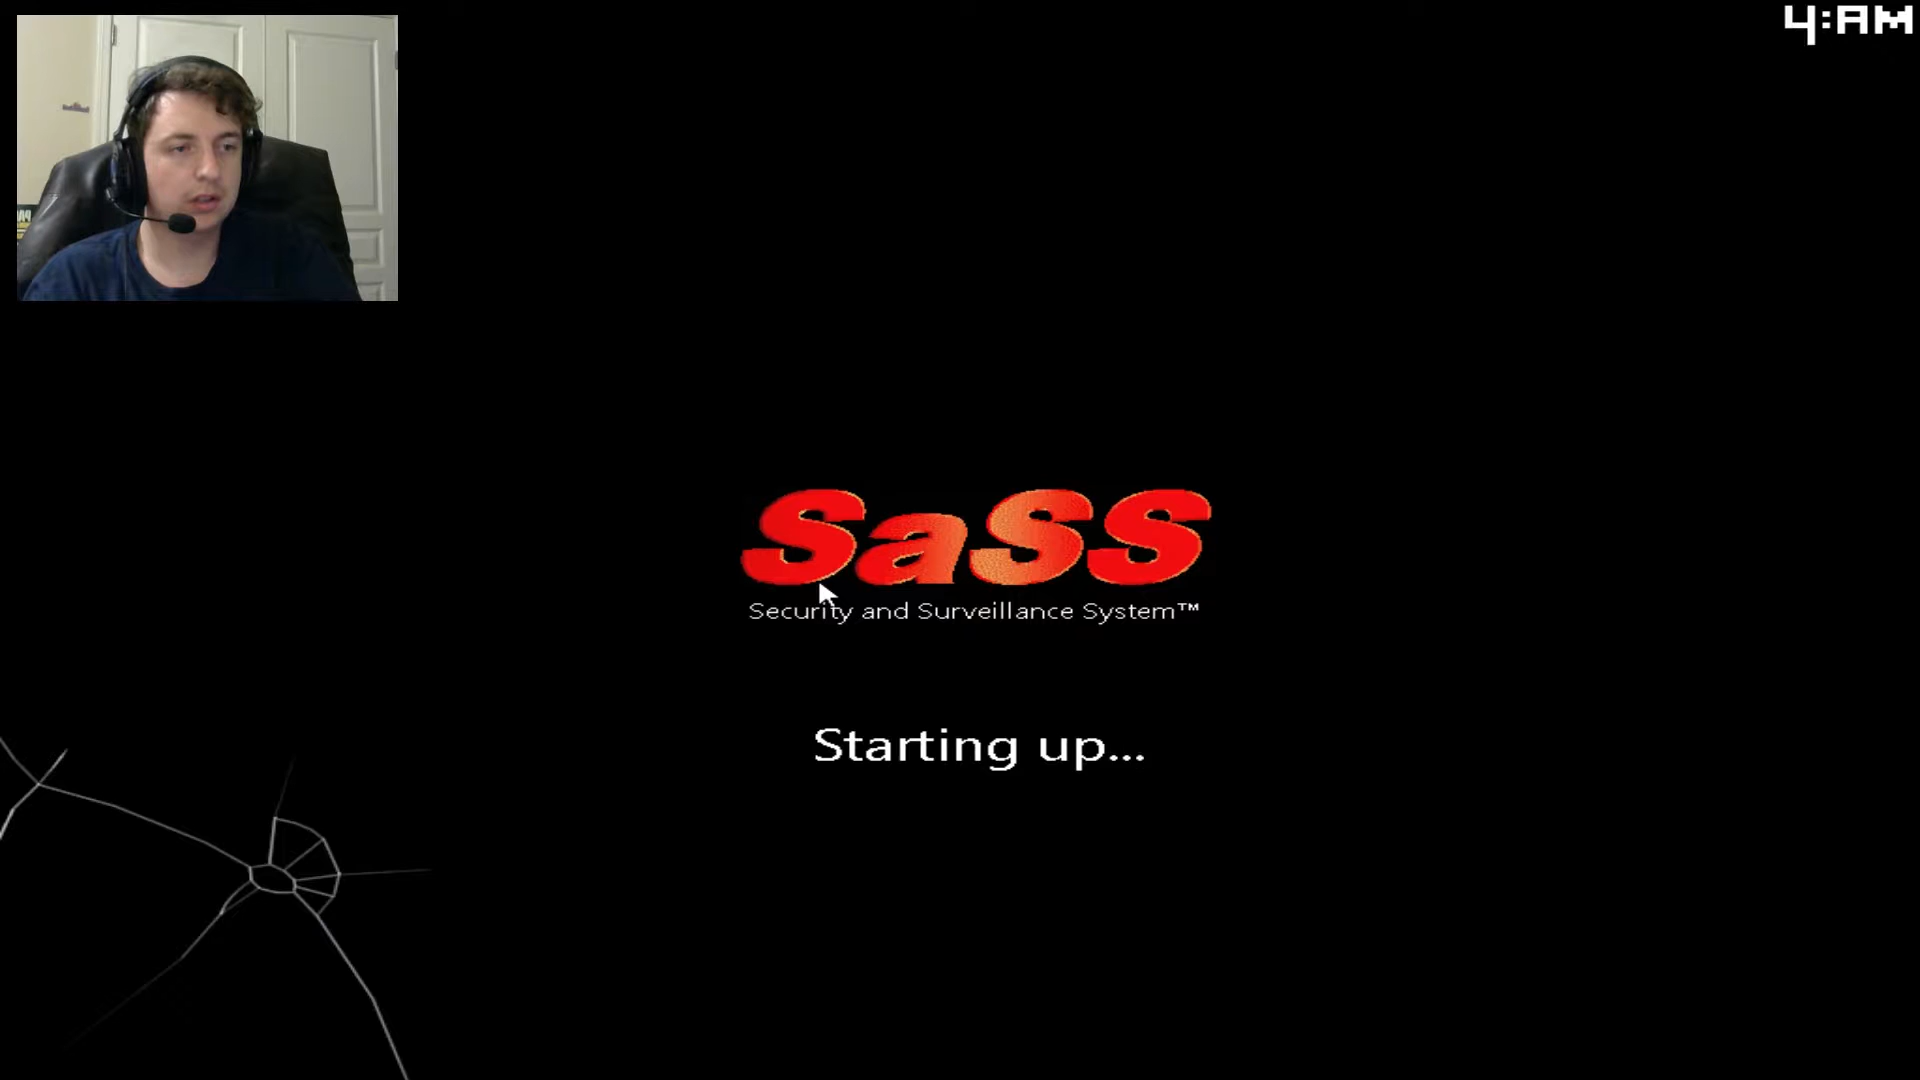 4:AM
SaSS
Security and Surveillance System™
Starting up...